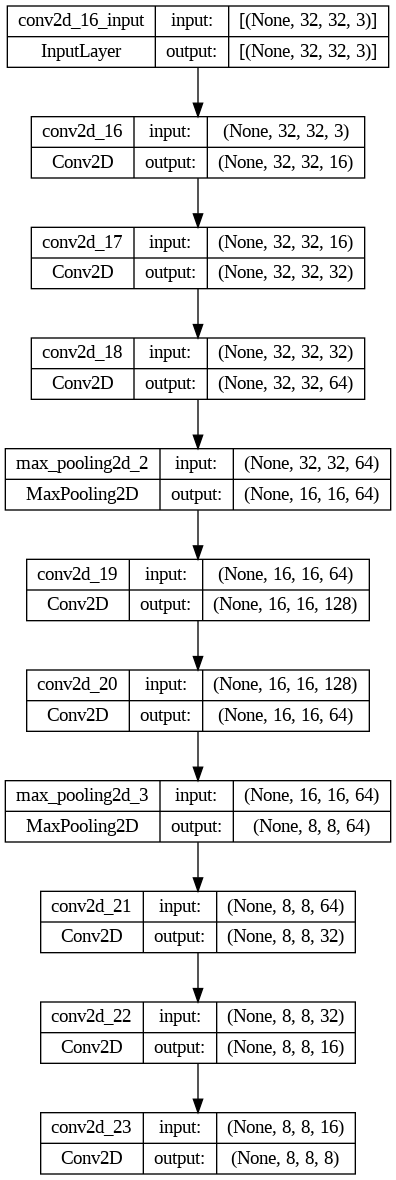 conv2d_16_input input: [(None, 32, 32, 3)]
InputLayer output: [(None, 32, 32, 3)]
conv2d_16 input: (None, 32, 32, 3)
Conv2D output: (None, 32, 32, 16)
conv2d_17 input: (None, 32, 32, 16)
Conv2D output: (None, 32, 32, 32)
conv2d_18 input: (None, 32, 32, 32)
Conv2D output: (None, 32, 32, 64)
max_pooling2d_2 input: (None, 32, 32, 64)
MaxPooling2D output: (None, 16, 16, 64)
conv2d_19 input: (None, 16, 16, 64)
Conv2D output: (None, 16, 16, 128)
conv2d_20 input: (None, 16, 16, 128)
Conv2D output: (None, 16, 16, 64)
max_pooling2d_3 input: (None, 16, 16, 64)
MaxPooling2D output: (None, 8, 8, 64)
conv2d_21 input: (None, 8, 8, 64)
Conv2D output: (None, 8, 8, 32)
conv2d_22 input: (None, 8, 8, 32)
Conv2D output: (None, 8, 8, 16)
conv2d_23 input: (None, 8, 8, 16)
Conv2D output: (None, 8, 8, 8)